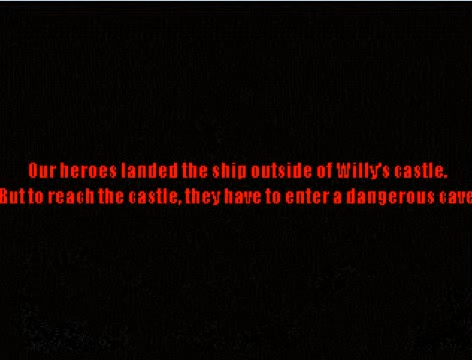 Our heroes landed the ship outside of Willy's castle.
But to reach the castle, they have to enter a dangerous cave